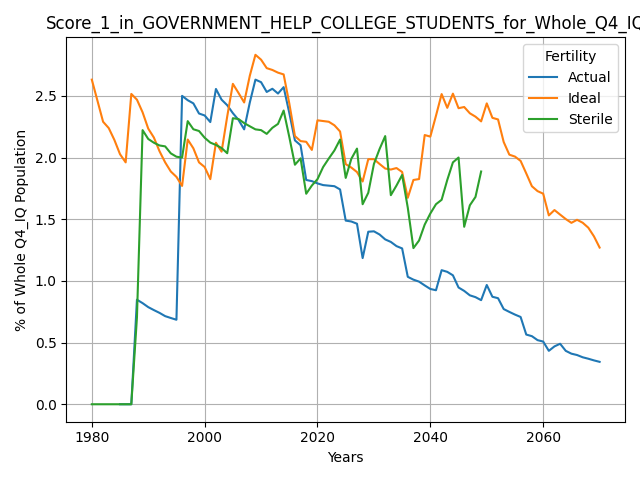 Score_1_in_GOVERNMENT_HELP_COLLEGE_STUDENTS_for_Whole_Q4_IQ
Fertility
Actual
Ideal
Sterile
% of Whole Q4_IQ Population
2.5
2.0
1.5
1.0
0.5
0.0
1980 2000 2020 2040 2060
Years